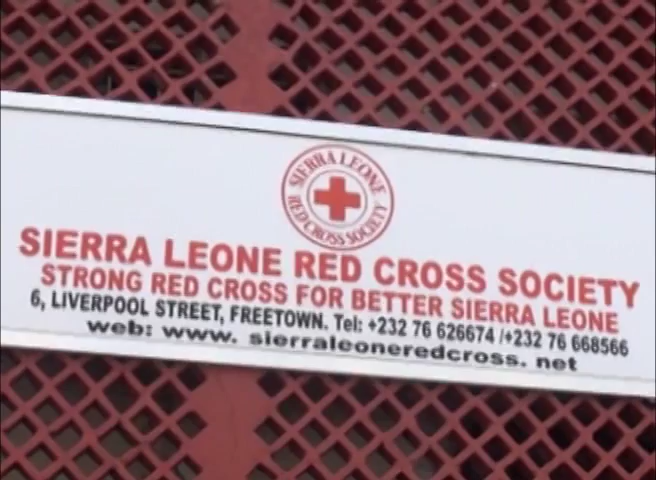 SIERRA LEONE
RED CROSS SOCIETY
SIERRA LEONE RED CROSS SOCIETY
STRONG RED CROSS FOR BETTER SIERRA LEONE
6, LIVERPOOL STREET, FREETOWN. Tel: +232 76 626674 /+232 76 668566
web: www. sierraleoneredcross. net